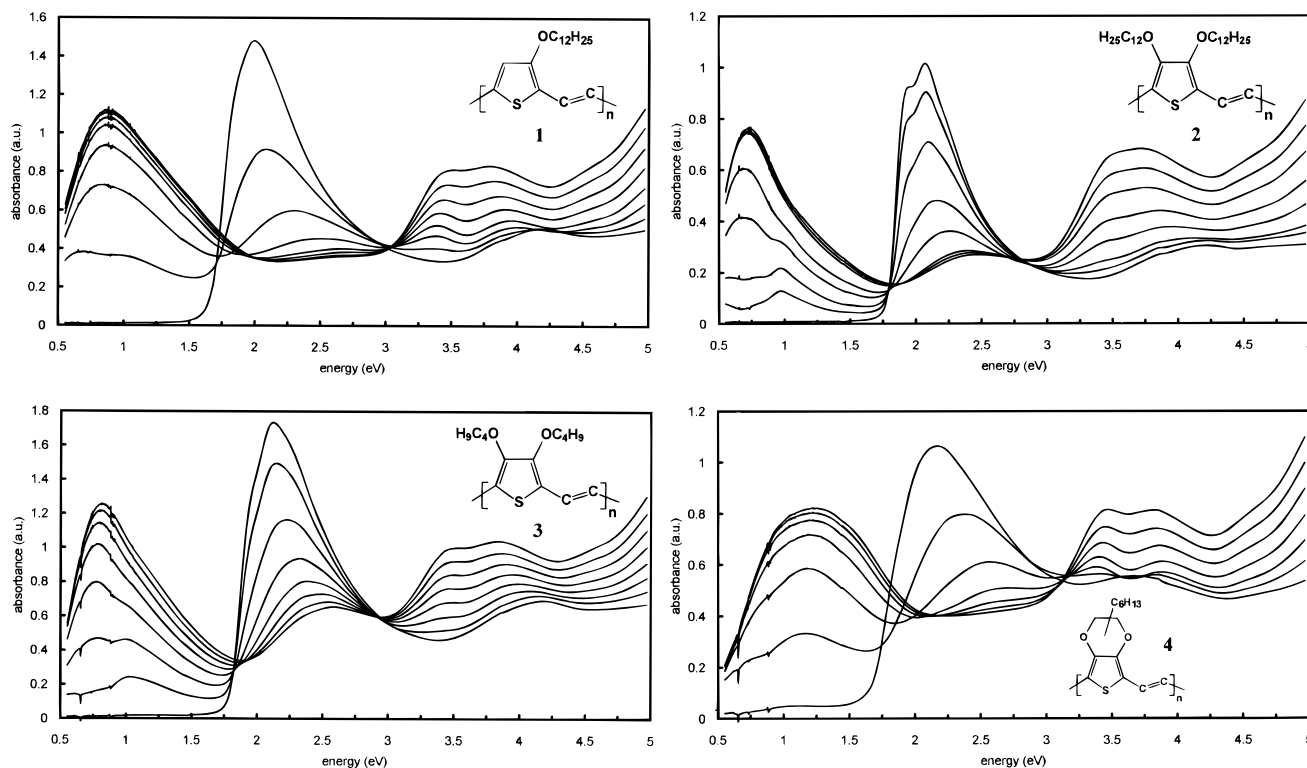 1.6
1.4
1.2
1
0.8
0.6
0.4
0.2
0
absorbance (a.u.)
0.5 1 1.5 2 2.5 3 3.5 4 4.5 5
energy (eV)
OC12H25
S
C=C
n
1
1.2
1
0.8
0.6
0.4
0.2
0
absorbance (a.u.)
0.5 1 1.5 2 2.5 3 3.5 4 4.5
energy (eV)
H25C12O OC12H25
S
C=C
n
2
1.8
1.6
1.4
1.2
1
0.8
0.6
0.4
0.2
0
absorbance (a.u.)
0.5 1 1.5 2 2.5 3 3.5 4 4.5 5
energy (eV)
H9C4O OC4H9
S
C=C
n
3
1.2
1
0.8
0.6
0.4
0.2
0
absorbance (a.u.)
0.5 1 1.5 2 2.5 3 3.5 4 4.5
energy (eV)
C6H13
O O
S
C=C
n
4